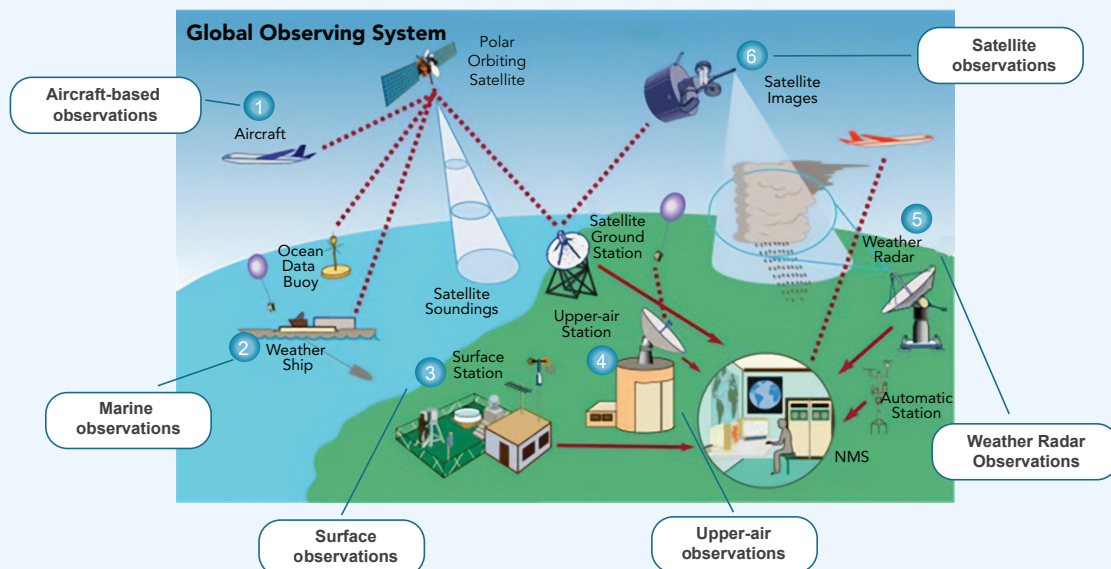 Global Observing System
Polar
Orbiting
Satellite
6
Satellite
Images
Satellite
observations
Aircraft-based
observations
1
Aircraft
Ocean
Data
Buoy
Satellite
Soundings
Satellite
Ground
Station
5
Weather
Radar
2
Weather
Ship
3
Surface
Station
Upper-air
Station
4
Automatic
Station
NMS
Marine
observations
Surface
observations
Upper-air
observations
Weather Radar
Observations